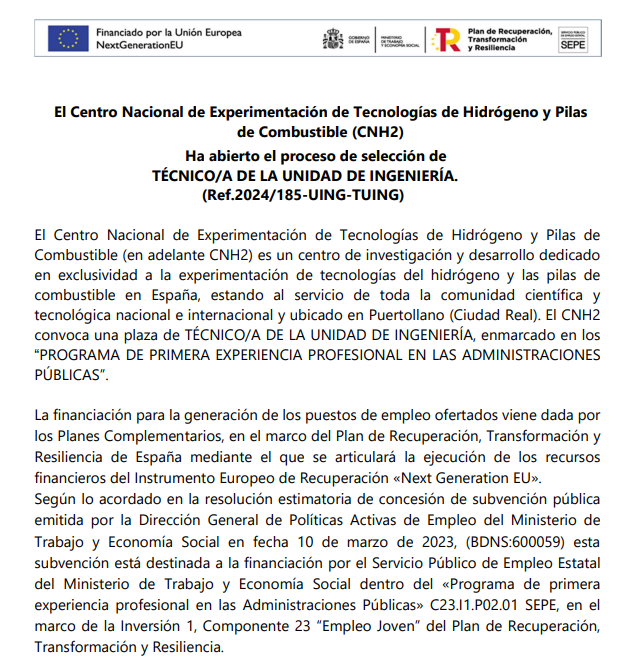 Financiado por la Unión Europea
NextGenerationEU
GOBIERNO
DE ESPAÑA
MINISTERIO
DE TRABAJO
Y ECONOMÍA SOCIAL
Plan de Recuperación,
Transformación
y Resiliencia
SERVICIO PÚBLICO
DE EMPLEO ESTATAL
SEPE
El Centro Nacional de Experimentación de Tecnologías de Hidrógeno y Pilas
de Combustible (CNH2)
Ha abierto el proceso de selección de
TÉCNICO/A DE LA UNIDAD DE INGENIERÍA.
(Ref.2024/185-UING-TUING)
El Centro Nacional de Experimentación de Tecnologías de Hidrógeno y Pilas de
Combustible (en adelante CNH2) es un centro de investigación y desarrollo dedicado
en exclusividad a la experimentación de tecnologías del hidrógeno y las pilas de
combustible en España, estando al servicio de toda la comunidad científica y
tecnológica nacional e internacional y ubicado en Puertollano (Ciudad Real). El CNH2
convoca una plaza de TÉCNICO/A DE LA UNIDAD DE INGENIERÍA, enmarcado en los
“PROGRAMA DE PRIMERA EXPERIENCIA PROFESIONAL EN LAS ADMINISTRACIONES
PÚBLICAS”.
La financiación para la generación de los puestos de empleo ofertados viene dada por
los Planes Complementarios, en el marco del Plan de Recuperación, Transformación y
Resiliencia de España mediante el que se articulará la ejecución de los recursos
financieros del Instrumento Europeo de Recuperación «Next Generation EU».
Según lo acordado en la resolución estimatoria de concesión de subvención pública
emitida por la Dirección General de Políticas Activas de Empleo del Ministerio de
Trabajo y Economía Social en fecha 10 de marzo de 2023, (BDNS:600059) esta
subvención está destinada a la financiación por el Servicio Público de Empleo Estatal
del Ministerio de Trabajo y Economía Social dentro del «Programa de primera
experiencia profesional en las Administraciones Públicas» C23.I1.P02.01 SEPE, en el
marco de la Inversión 1, Componente 23 “Empleo Joven” del Plan de Recuperación,
Transformación y Resiliencia.